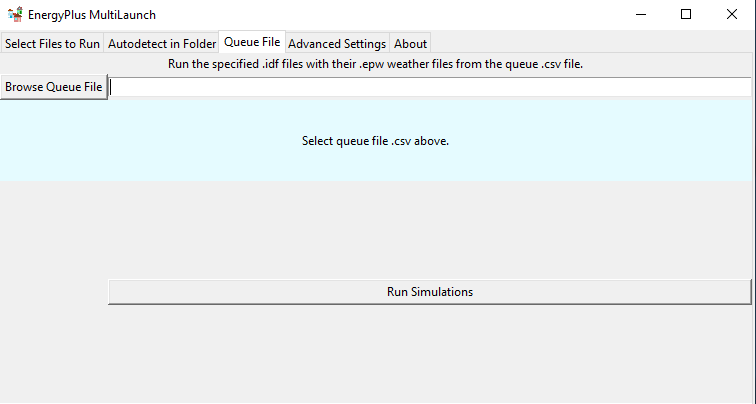 EnergyPlus MultiLaunch
Select Files to Run Autodetect in Folder Queue File Advanced Settings About
Run the specified .idf files with their .epw weather files from the queue .csv file.
Browse Queue File
Select queue file .csv above.
Run Simulations